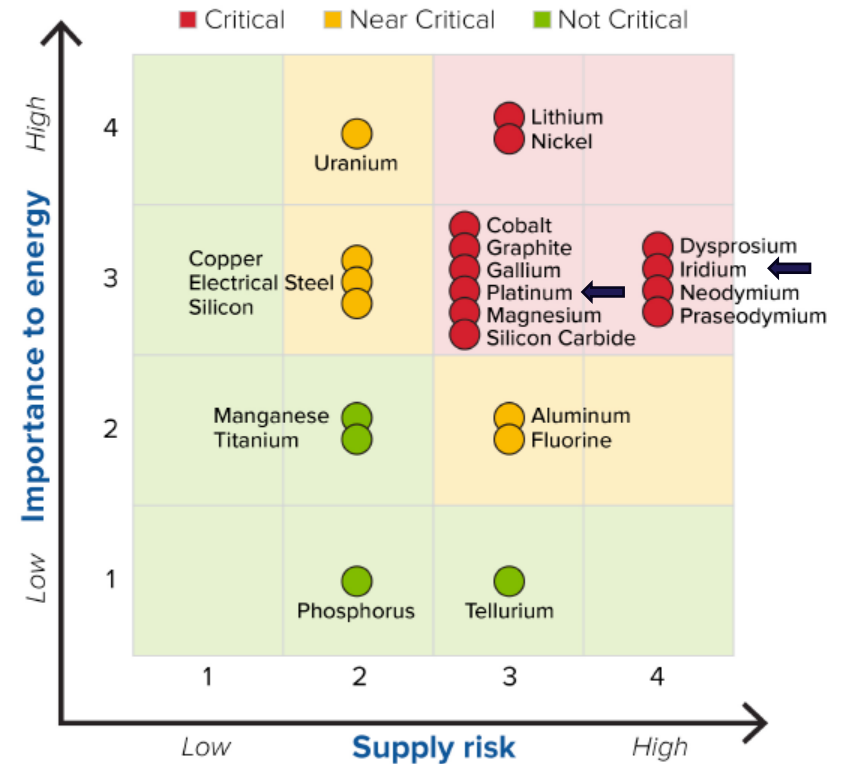 Critical Near Critical Not Critical
High
Importance to energy
Low
4
Uranium
Lithium
Nickel
3
Copper
Electrical Steel
Silicon
Cobalt
Graphite
Gallium
Platinum
Magnesium
Silicon Carbide
Dysprosium
Iridium
Neodymium
Praseodymium
2
Manganese
Titanium
Aluminum
Fluorine
1
Phosphorus
Tellurium
1 2 3 4
Low Supply risk High